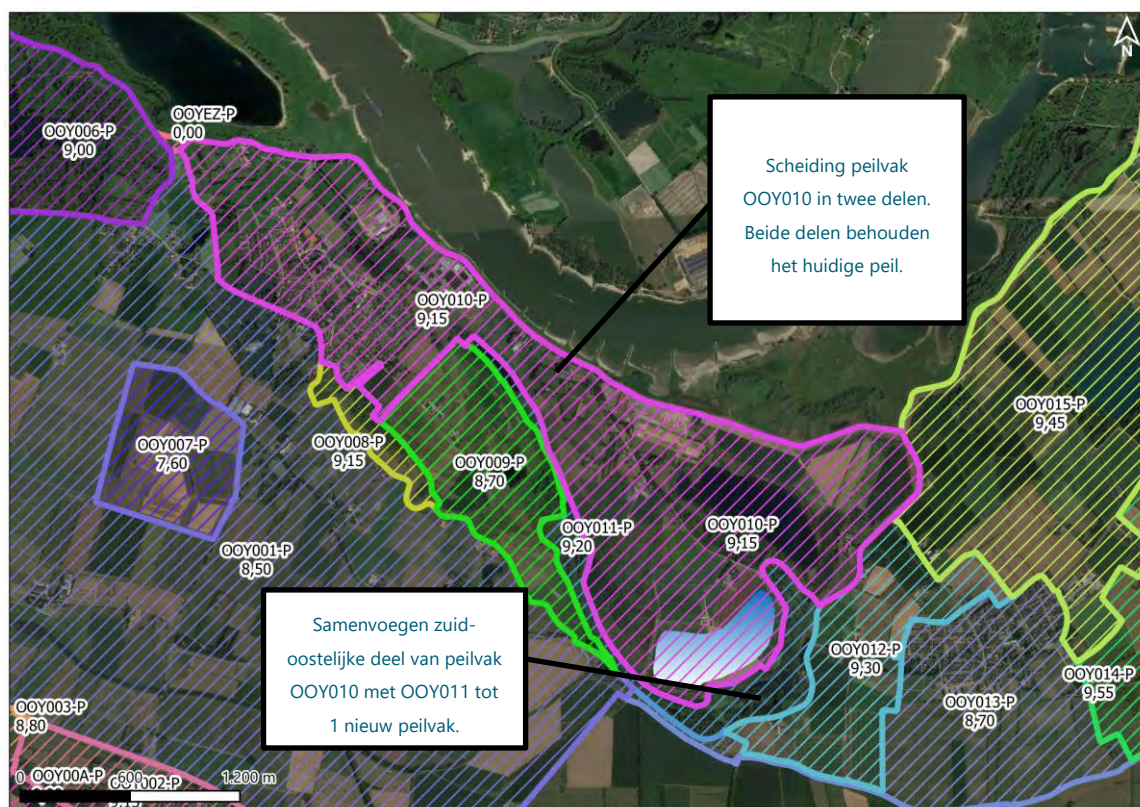 N
OOYEZ-P
0,00
OOY006-P
9,00
Scheiding peilvak
OOY010 in twee delen.
Beide delen behouden
het huidige peil.
OOY010-P
9,15
OOY015-P
9,45
OOY007-P
7,60
OOY008-P
9,15
OOY009-P
8,70
OOY011-P
9,20
OOY010-P
9,15
OOY001-P
8,50
Samenvoegen zuid-
oostelijke deel van peilvak
OOY010 met OOY011 tot
1 nieuw peilvak.
OOY012-P
9,30
OOY014-P
9,55
OOY013-P
8,70
OOY003-P
8,80
OOY00A-P
OOY002-P
0
600
1.200 m